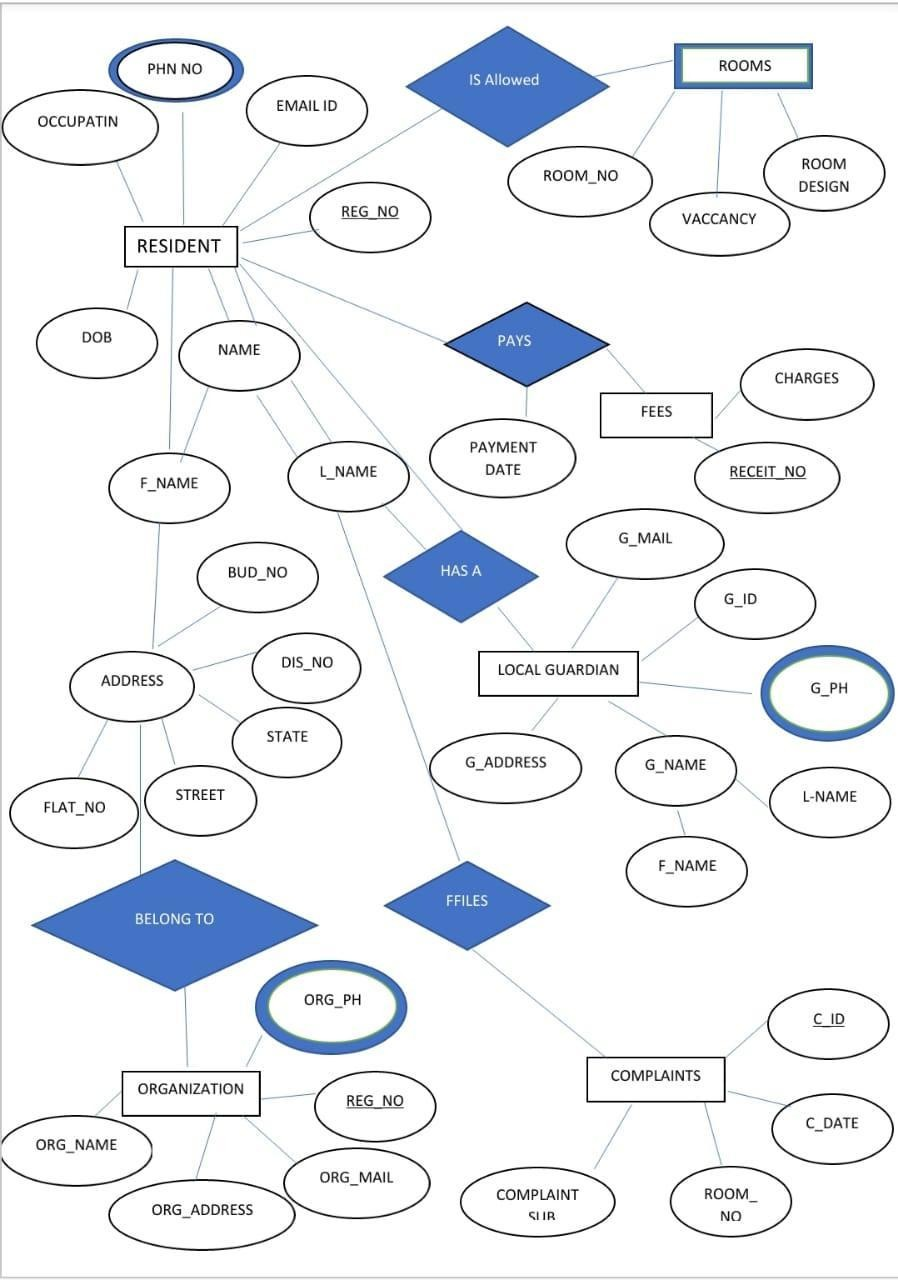 PHN NO
IS Allowed
ROOMS
OCCUPATIN
EMAIL ID
ROOM_NO
ROOM
DESIGN
REG_NO
VACCANCY
RESIDENT
DOB
NAME
PAYS
CHARGES
FEES
F_NAME
L_NAME
PAYMENT
DATE
RECEIT_NO
G_MAIL
BUD_NO
HAS A
G_ID
ADDRESS
DIS_NO
LOCAL GUARDIAN
G_PH
STATE
G_ADDRESS
G_NAME
FLAT_NO
STREET
L-NAME
F_NAME
BELONG TO
FFILES
ORG_PH
C_ID
ORGANIZATION
COMPLAINTS
REG_NO
C_DATE
ORG_NAME
ORG_MAIL
ORG_ADDRESS
COMPLAINT
SUB
ROOM_
NO